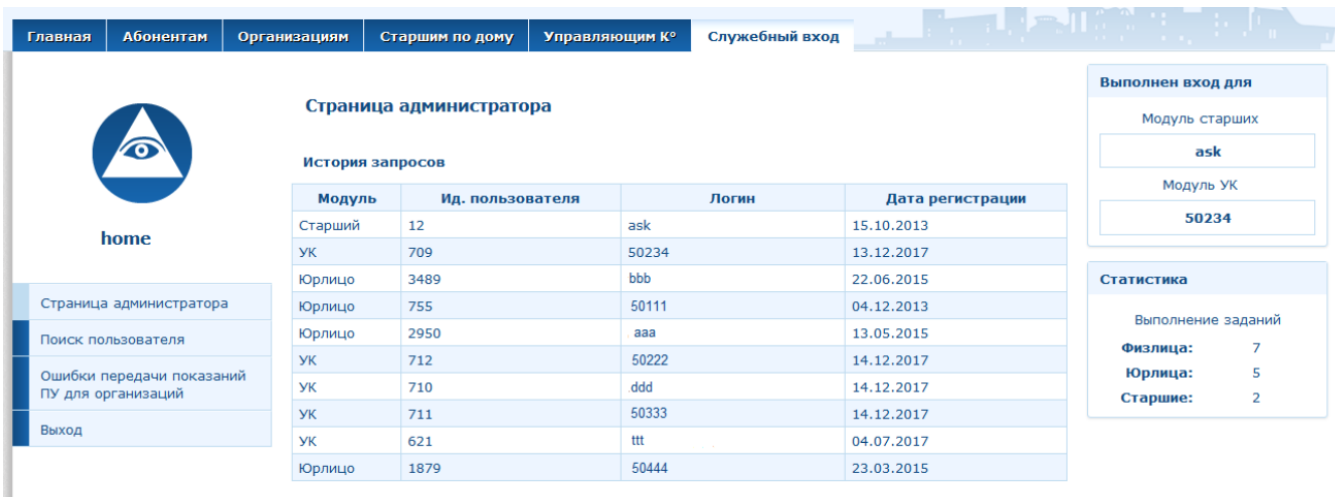 Главная Абонентам Организациям Старшим по дому Управляющим К° Служебный вход
home
Страница администратора
Поиск пользователя
Ошибки передачи показаний
ПУ для организаций
Выход
Страница администратора
История запросов
Модуль Ид. пользователя Логин Дата регистрации
Старший 12 ask 15.10.2013
УК 709 50234 13.12.2017
Юрлицо 3489 bbb 22.06.2015
Юрлицо 755 50111 04.12.2013
Юрлицо 2950 aaa 13.05.2015
УК 712 50222 14.12.2017
УК 710 ddd 14.12.2017
УК 711 50333 14.12.2017
УК 621 ttt 04.07.2017
Юрлицо 1879 50444 23.03.2015
Выполнен вход для
Модуль старших
ask
Модуль УК
50234
Статистика
Выполнение заданий
Физлица: 7
Юрлица: 5
Старшие: 2